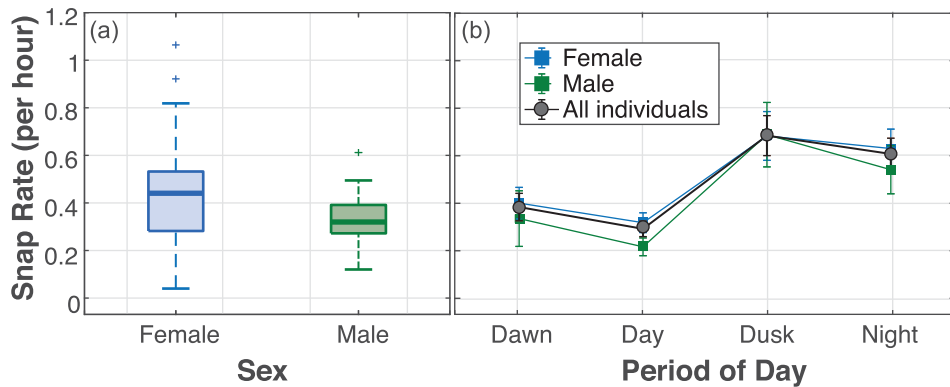 (a)
Snap Rate (per hour)
1.2
1
0.8
0.6
0.4
0.2
0
Female
Male
Sex
(b)
Female
Male
All individuals
Dawn
Day
Dusk
Night
Period of Day